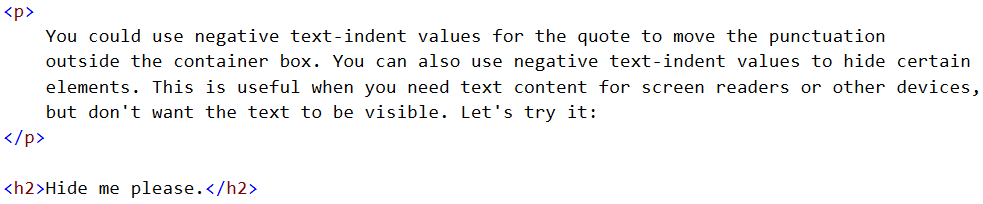 <p>
You could use negative text-indent values for the quote to move the punctuation
outside the container box. You can also use negative text-indent values to hide certain
elements. This is useful when you need text content for screen readers or other devices,
but don't want the text to be visible. Let's try it:
</p>
<h2>Hide me please.</h2>